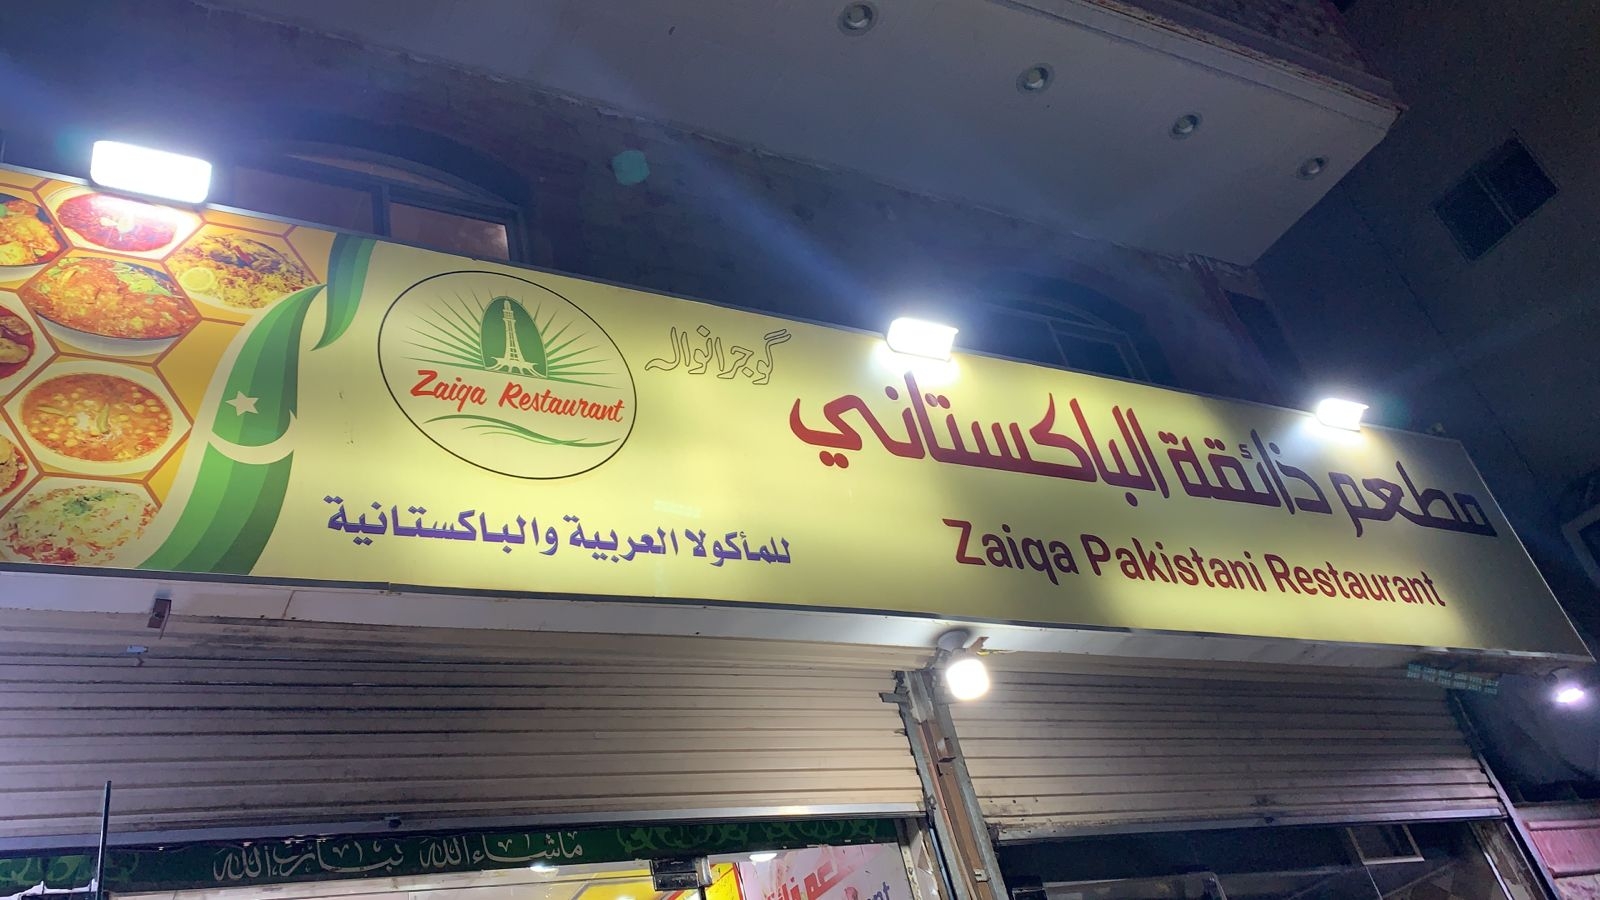 گوجرانوالہ
Zaiqa Restaurant
مطعم ذائقة الباكستاني
Zaiqa Pakistani Restaurant
للمأكولا العربية والباكستانية
ماشاء الله تبارك الله